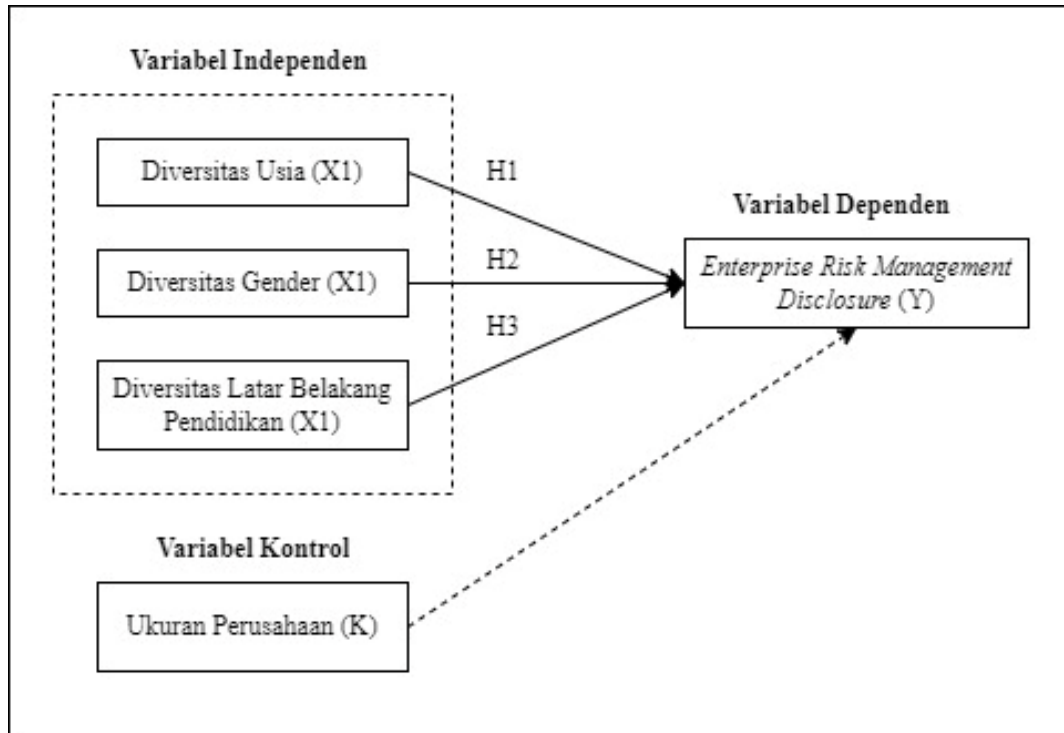 Variabel Independen
Diversitas Usia (X1)
H1
Variabel Dependen
Enterprise Risk Management
Disclosure (Y)
Diversitas Gender (X1)
H2
H3
Diversitas Latar Belakang
Pendidikan (X1)
Variabel Kontrol
Ukuran Perusahaan (K)